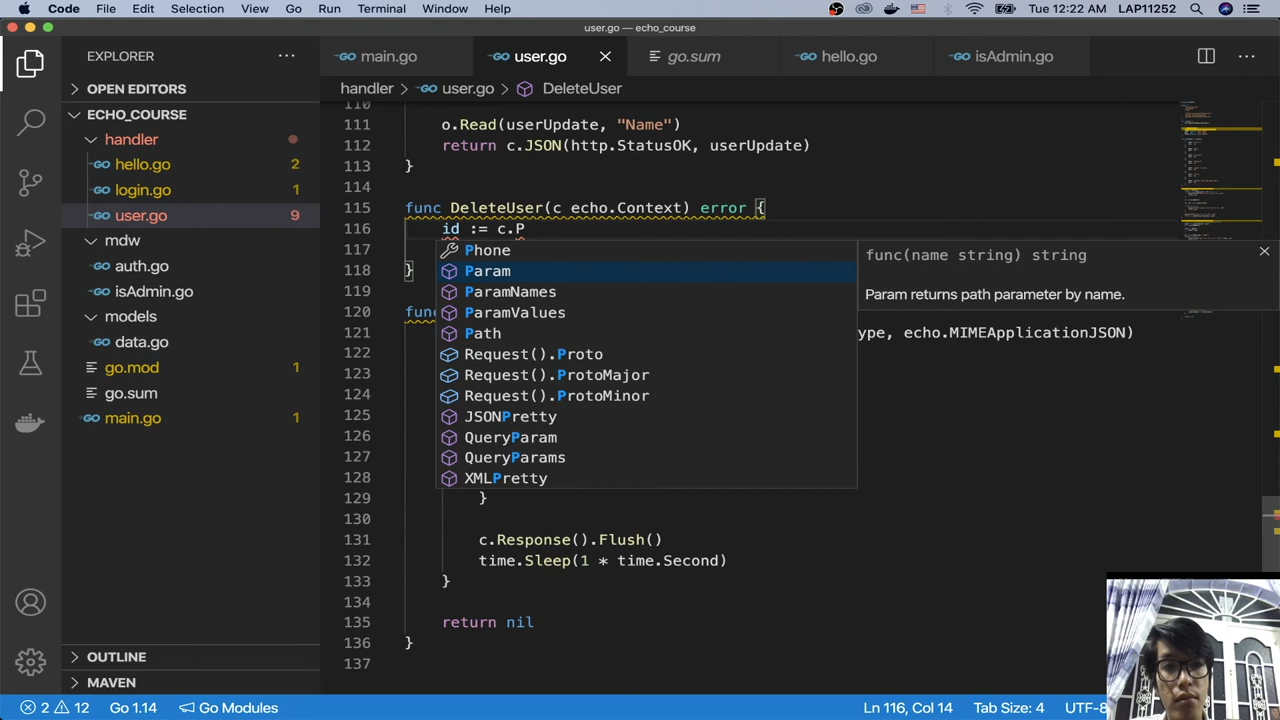 Code File Edit Selection View Go Run Terminal Window Help Tue 12:22 AM LAP11252
user.go — echo_course
EXPLORER
main.go
user.go
go.sum
hello.go
isAdmin.go
OPEN EDITORS
handler > user.go > DeleteUser
ECHO_COURSE
handler
hello.go 2
login.go 1
user.go 9
mdw
auth.go
isAdmin.go
models
data.go
go.mod 1
go.sum
main.go 1
OUTLINE
MAVEN
110
111 o.Read(userUpdate, "Name")
112 return c.JSON(http.StatusOK, userUpdate)
113 }
114
115 func DeleteUser(c echo.Context) error {
116 id := c.P
117
118 }
119
120 func
121 ype, echo.MIMEApplicationJSON)
122
123
124
125
126
127
128
129 }
130
131 c.Response().Flush()
132 time.Sleep(1 * time.Second)
133 }
134
135 return nil
136 }
137
Phone
Param
ParamNames
ParamValues
Path
Request().Proto
Request().ProtoMajor
Request().ProtoMinor
JSONPretty
QueryParam
QueryParams
XMLPretty
func(name string) string
Param returns path parameter by name.
2 12 Go 1.14 Go Modules Ln 116, Col 14 Tab Size: 4 UTF-8